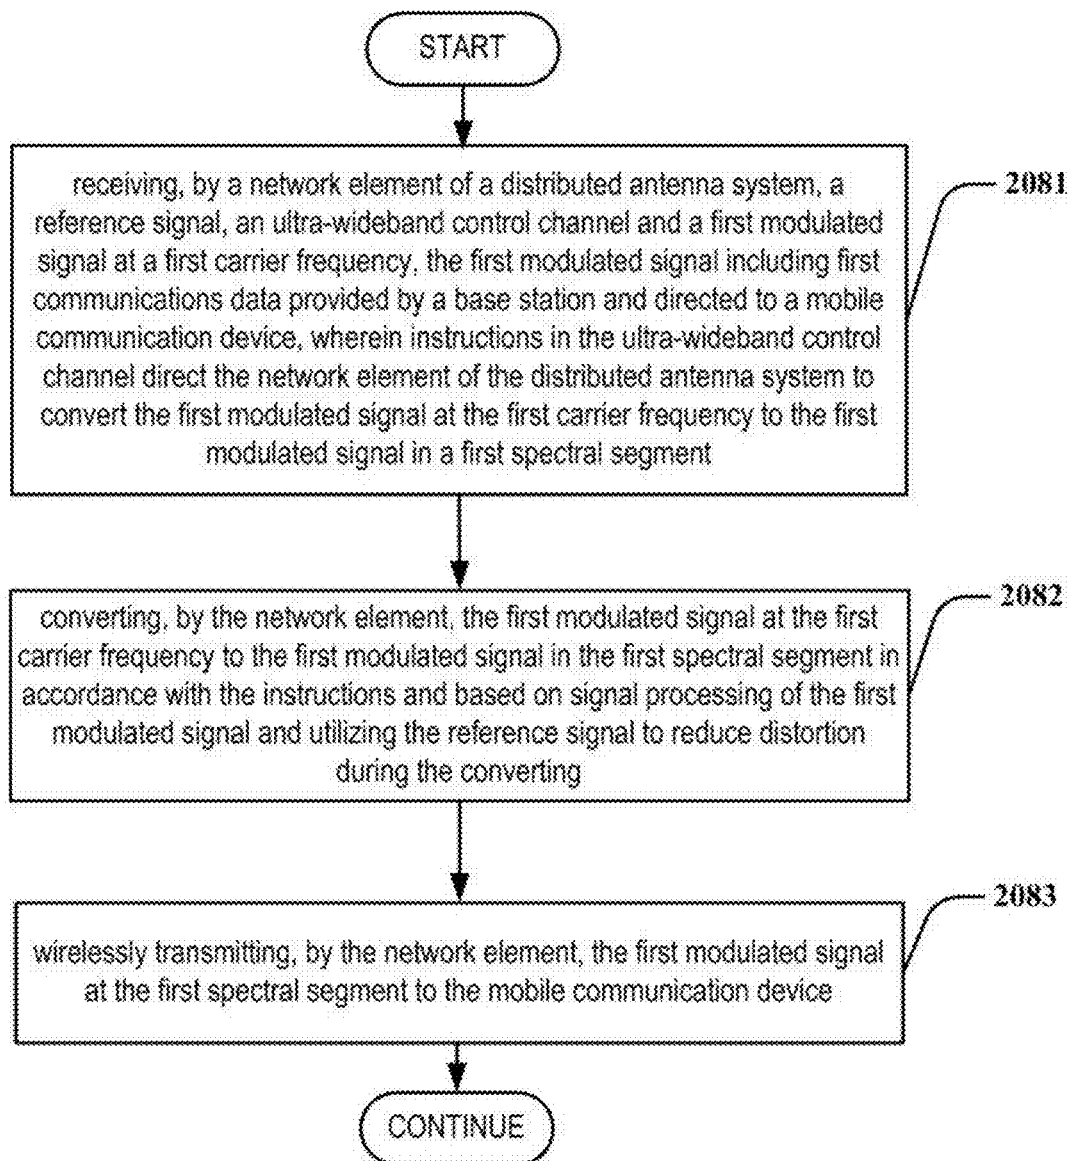 START
receiving, by a network element of a distributed antenna system, a
reference signal, an ultra-wideband control channel and a first modulated
signal at a first carrier frequency, the first modulated signal including first
communications data provided by a base station and directed to a mobile
communication device, wherein instructions in the ultra-wideband control
channel direct the network element of the distributed antenna system to
convert the first modulated signal at the first carrier frequency to the first
modulated signal in a first spectral segment
2081
converting, by the network element, the first modulated signal at the first
carrier frequency to the first modulated signal in the first spectral segment in
accordance with the instructions and based on signal processing of the first
modulated signal and utilizing the reference signal to reduce distortion
during the converting
2082
wirelessly transmitting, by the network element, the first modulated signal
at the first spectral segment to the mobile communication device
2083
CONTINUE